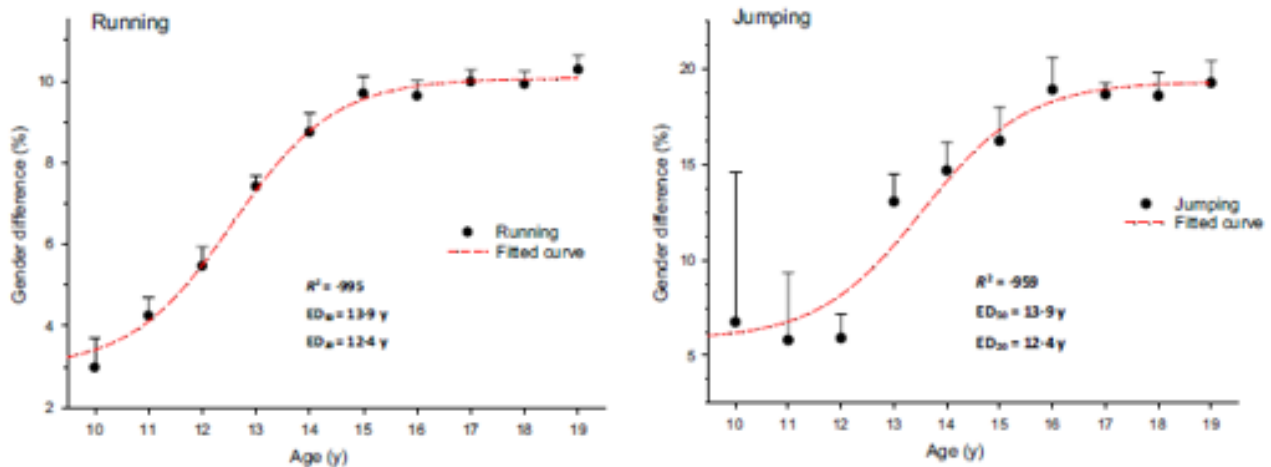 Running
Gender difference (%)
10
8
6
4
2
Running
Fitted curve
R² = ·995
= 13·9 y
= 12·4 y
10 11 12 13 14 15 16 17 18 19
Age (y)
Jumping
Gender difference (%)
20
15
10
5
Jumping
Fitted curve
R² = ·959
ED₅₀ = 13·9 y
ED₂₀ = 12·4 y
10 11 12 13 14 15 16 17 18 19
Age (y)